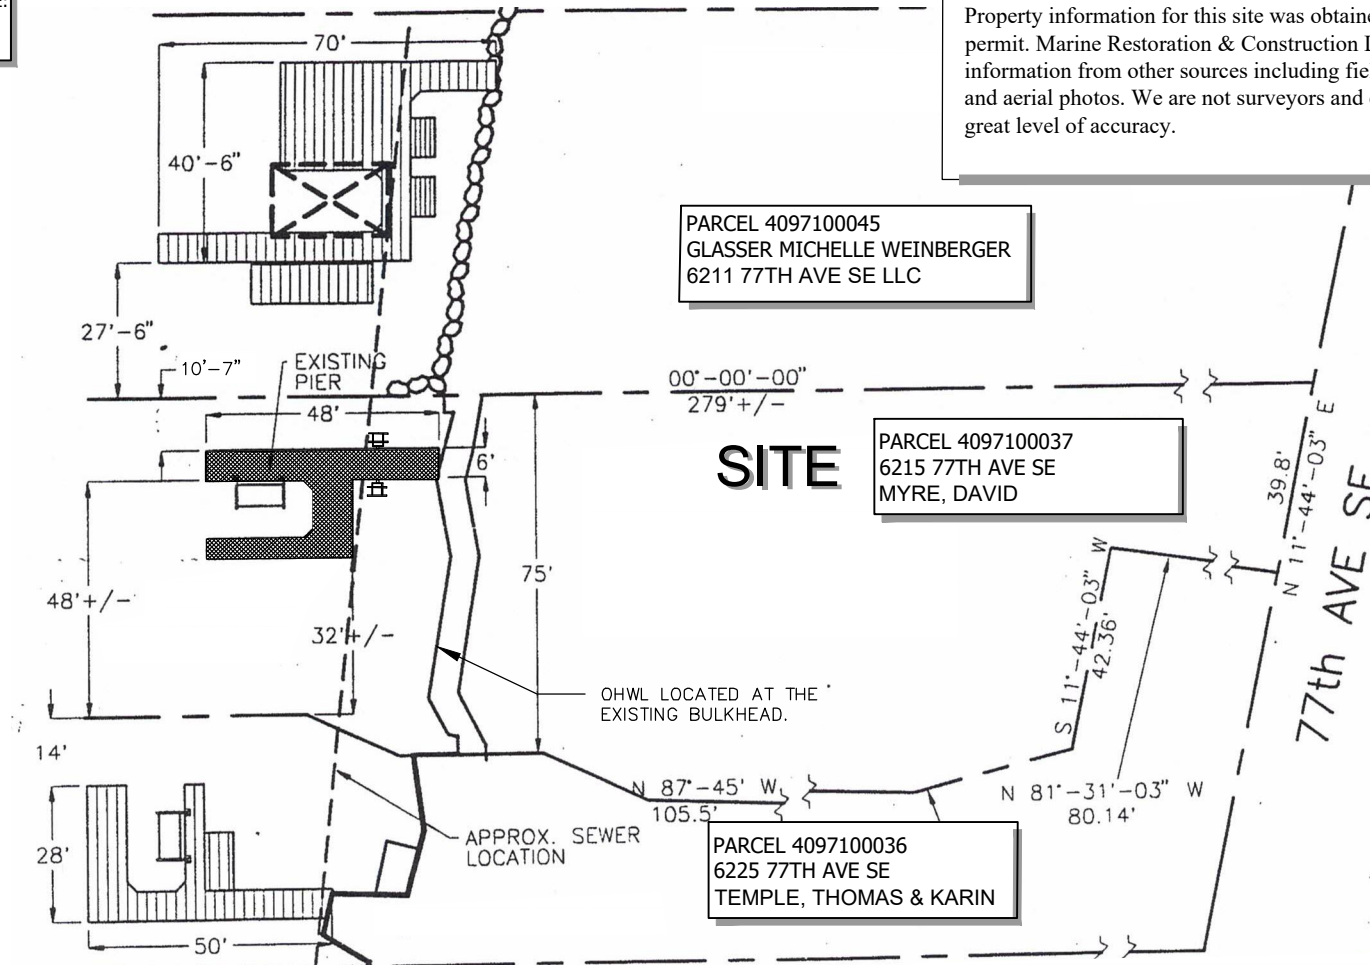 Property information for this site was obtaine
permit. Marine Restoration & Construction
information from other sources including fie
and aerial photos. We are not surveyors and
great level of accuracy.
70'
40'-6"
PARCEL 4097100045
GLASSER MICHELLE WEINBERGER
6211 77TH AVE SE LLC
27'-6"
10'-7"
EXISTING
PIER
00°-00'-00"
279'+/-
48'
6'
SITE
PARCEL 4097100037
6215 77TH AVE SE
MYRE, DAVID
39.8'
N 11°-44'-03" E
77th AVE SE
75'
48'+/-
32'+/-
S 11°-44'-03" W
42.36'
OHWL LOCATED AT THE
EXISTING BULKHEAD.
14'
N 87°-45' W
105.5'
N 81°-31'-03" W
80.14'
APPROX. SEWER
LOCATION
28'
PARCEL 4097100036
6225 77TH AVE SE
TEMPLE, THOMAS & KARIN
50'